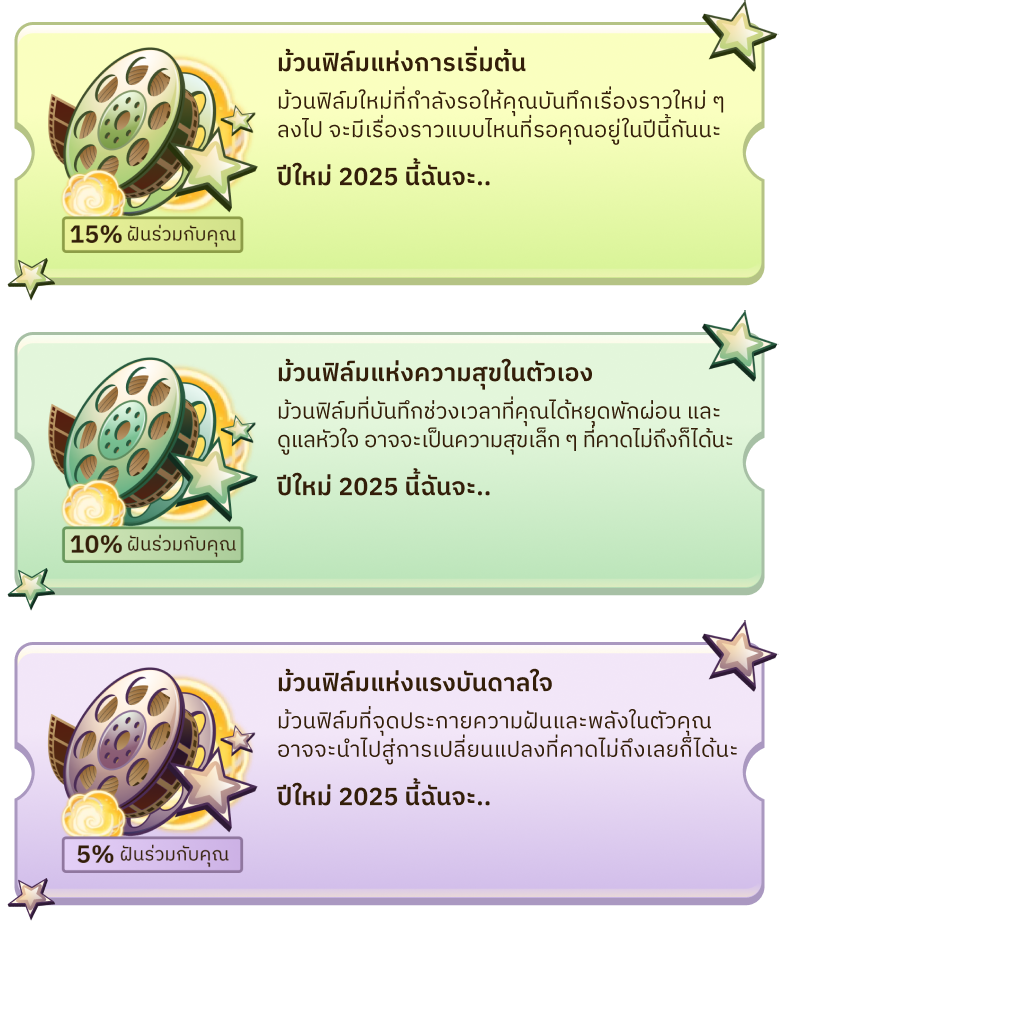 ม้วนฟิล์มแห่งการเริ่มต้น
ม้วนฟิล์มใหม่ที่กำลังรอให้คุณบันทึกเรื่องราวใหม่ ๆ
ลงไป จะมีเรื่องราวแบบไหนที่รอคุณอยู่ในปีนี้กันนะ
ปีใหม่ 2025 นี้ฉันจะ..
15% ฝันร่วมกับคุณ
ม้วนฟิล์มแห่งความสุขในตัวเอง
ม้วนฟิล์มที่บันทึกช่วงเวลาที่คุณได้หยุดพักผ่อน และ
ดูแลหัวใจ อาจจะเป็นความสุขเล็ก ๆ ที่คาดไม่ถึงก็ได้นะ
ปีใหม่ 2025 นี้ฉันจะ..
10% ฝันร่วมกับคุณ
ม้วนฟิล์มแห่งแรงบันดาลใจ
ม้วนฟิล์มที่จุดประกายความฝันและพลังในตัวคุณ
อาจจะนำไปสู่การเปลี่ยนแปลงที่คาดไม่ถึงเลยก็ได้นะ
ปีใหม่ 2025 นี้ฉันจะ..
5% ฝันร่วมกับคุณ